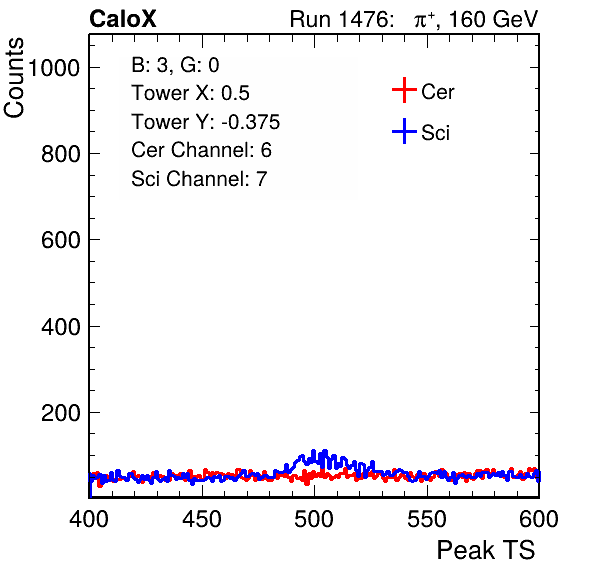 CaloX Run 1476: π⁺, 160 GeV
Counts
B: 3, G: 0
Tower X: 0.5
Tower Y: -0.375
Cer Channel: 6
Sci Channel: 7
Cer
Sci
1000
800
600
400
200
400 450 500 550 600
Peak TS